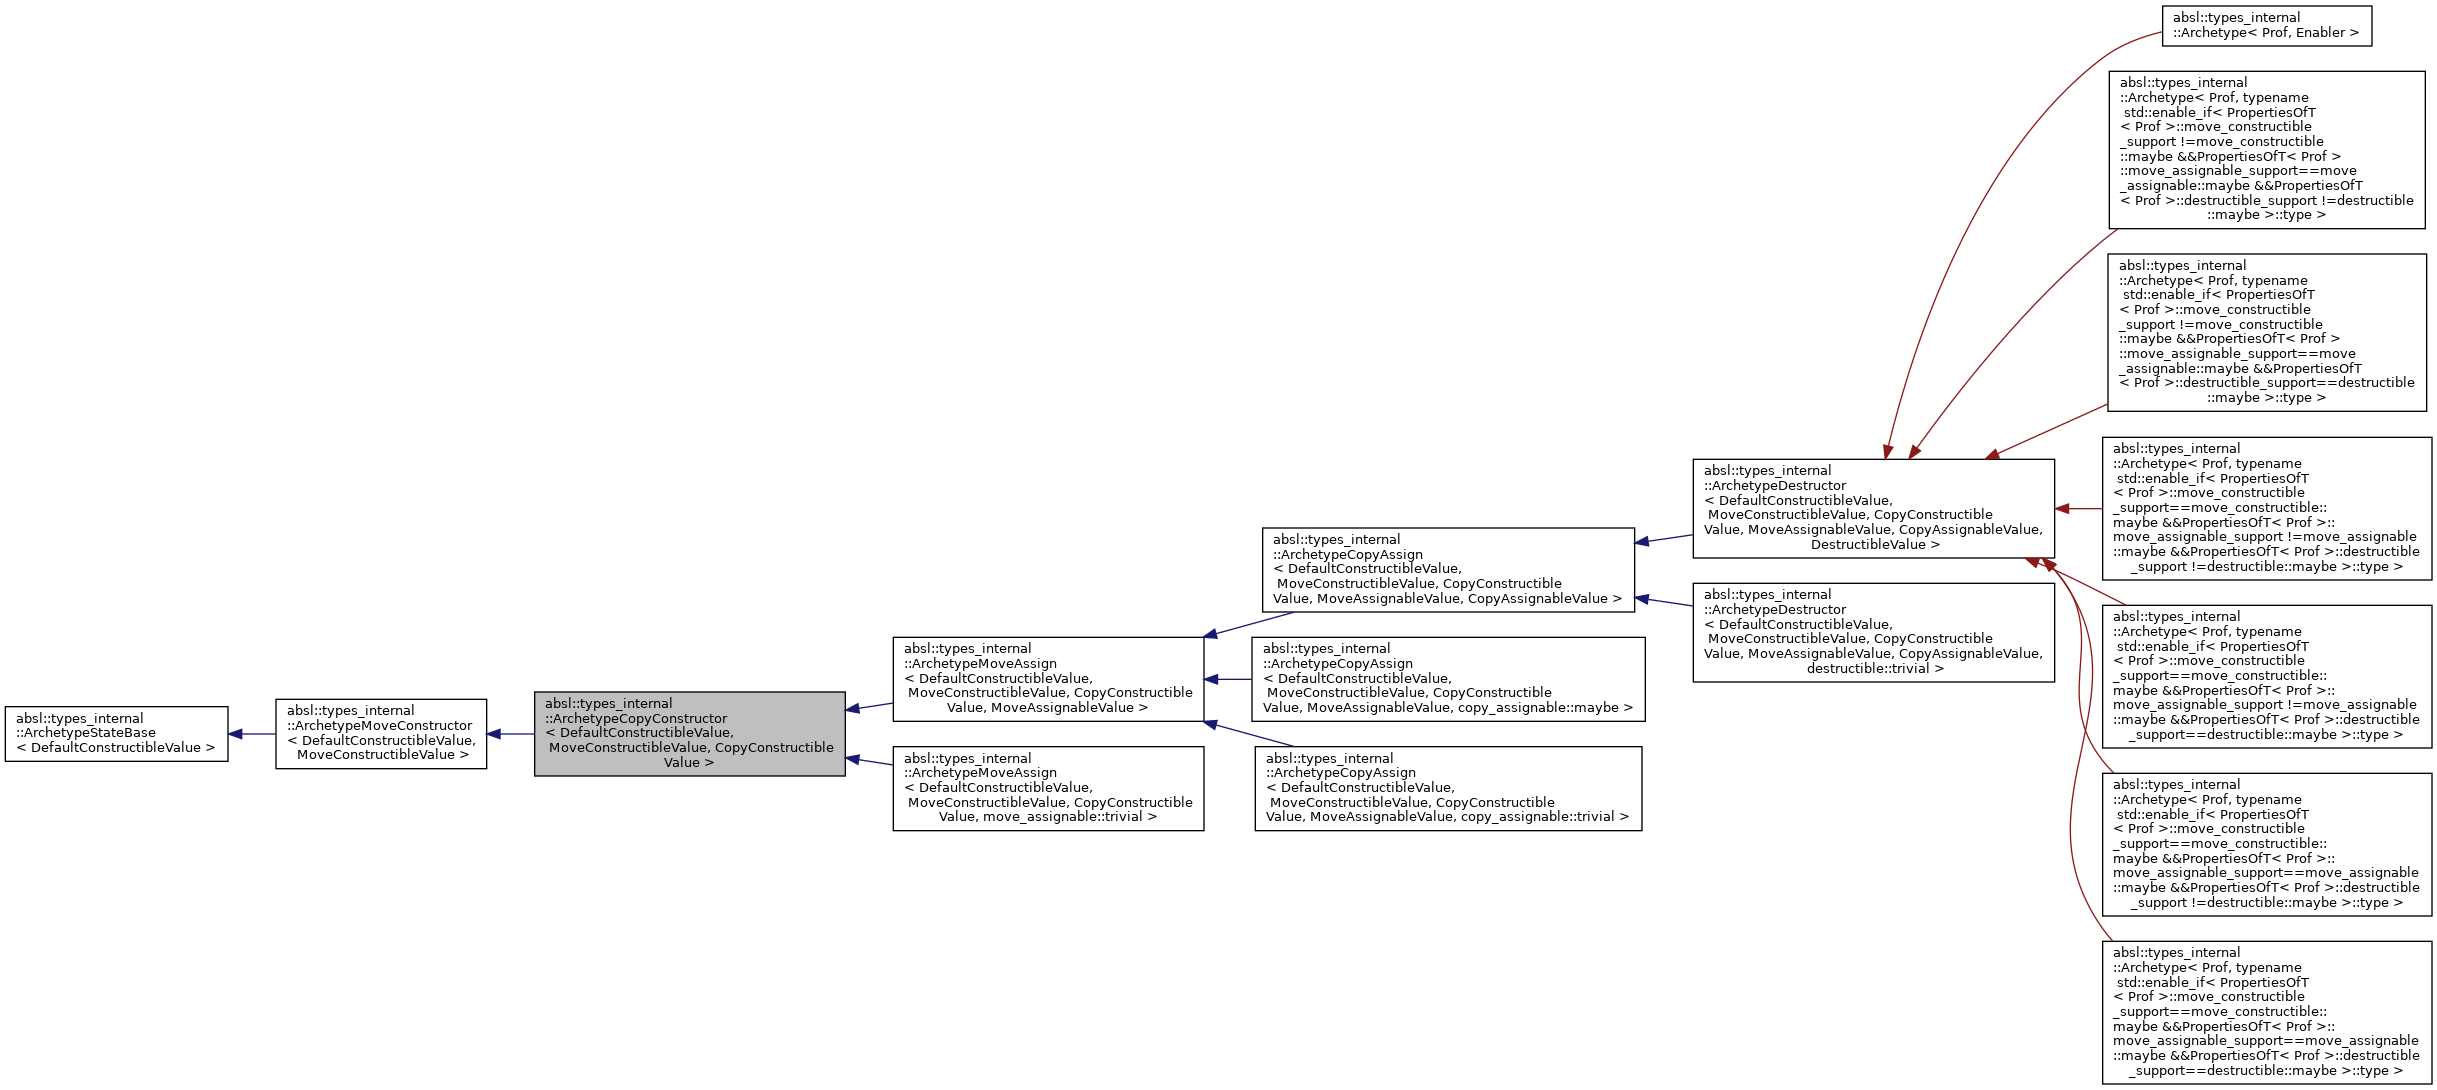 absl::types_internal
::ArchetypeStateBase
< DefaultConstructibleValue >
absl::types_internal
::ArchetypeMoveConstructor
< DefaultConstructibleValue,
MoveConstructibleValue >
absl::types_internal
::ArchetypeCopyConstructor
< DefaultConstructibleValue,
MoveConstructibleValue, CopyConstructible
Value >
absl::types_internal
::ArchetypeMoveAssign
< DefaultConstructibleValue,
MoveConstructibleValue, CopyConstructible
Value, MoveAssignableValue >
absl::types_internal
::ArchetypeMoveAssign
< DefaultConstructibleValue,
MoveConstructibleValue, CopyConstructible
Value, move_assignable::trivial >
absl::types_internal
::ArchetypeCopyAssign
< DefaultConstructibleValue,
MoveConstructibleValue, CopyConstructible
Value, MoveAssignableValue, CopyAssignableValue >
absl::types_internal
::ArchetypeCopyAssign
< DefaultConstructibleValue,
MoveConstructibleValue, CopyConstructible
Value, MoveAssignableValue, copy_assignable::maybe >
absl::types_internal
::ArchetypeCopyAssign
< DefaultConstructibleValue,
MoveConstructibleValue, CopyConstructible
Value, MoveAssignableValue, copy_assignable::trivial >
absl::types_internal
::ArchetypeDestructor
< DefaultConstructibleValue,
MoveConstructibleValue, CopyConstructible
Value, MoveAssignableValue, CopyAssignableValue,
DestructibleValue >
absl::types_internal
::ArchetypeDestructor
< DefaultConstructibleValue,
MoveConstructibleValue, CopyConstructible
Value, MoveAssignableValue, CopyAssignableValue,
destructible::trivial >
absl::types_internal
::Archetype< Prof, Enabler >
absl::types_internal
::Archetype< Prof, typename
std::enable_if< PropertiesOfT
< Prof >::move_constructible
_support !=move_constructible
::maybe &&PropertiesOfT< Prof >
::move_assignable_support==move
_assignable::maybe &&PropertiesOfT
< Prof >::destructible_support !=destructible
::maybe >::type >
absl::types_internal
::Archetype< Prof, typename
std::enable_if< PropertiesOfT
< Prof >::move_constructible
_support !=move_constructible
::maybe &&PropertiesOfT< Prof >
::move_assignable_support==move
_assignable::maybe &&PropertiesOfT
< Prof >::destructible_support==destructible
::maybe >::type >
absl::types_internal
::Archetype< Prof, typename
std::enable_if< PropertiesOfT
< Prof >::move_constructible
_support==move_constructible::
maybe &&PropertiesOfT< Prof >::
move_assignable_support !=move_assignable
::maybe &&PropertiesOfT< Prof >::destructible
_support !=destructible::maybe >::type >
absl::types_internal
::Archetype< Prof, typename
std::enable_if< PropertiesOfT
< Prof >::move_constructible
_support==move_constructible::
maybe &&PropertiesOfT< Prof >::
move_assignable_support !=move_assignable
::maybe &&PropertiesOfT< Prof >::destructible
_support==destructible::maybe >::type >
absl::types_internal
::Archetype< Prof, typename
std::enable_if< PropertiesOfT
< Prof >::move_constructible
_support==move_constructible::
maybe &&PropertiesOfT< Prof >::
move_assignable_support==move_assignable
::maybe &&PropertiesOfT< Prof >::destructible
_support !=destructible::maybe >::type >
absl::types_internal
::Archetype< Prof, typename
std::enable_if< PropertiesOfT
< Prof >::move_constructible
_support==move_constructible::
maybe &&PropertiesOfT< Prof >::
move_assignable_support==move_assignable
::maybe &&PropertiesOfT< Prof >::destructible
_support==destructible::maybe >::type >